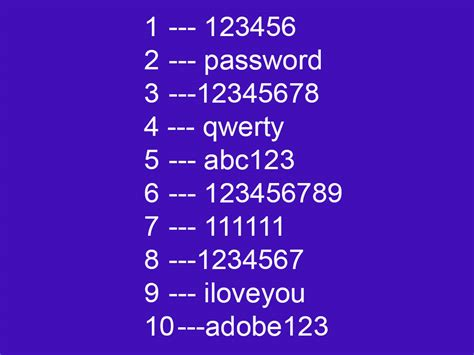 1 --- 123456
2 --- password
3 ---12345678
4 --- qwerty
5 --- abc123
6 --- 123456789
7 --- 111111
8 ---1234567
9 --- iloveyou
10---adobe123